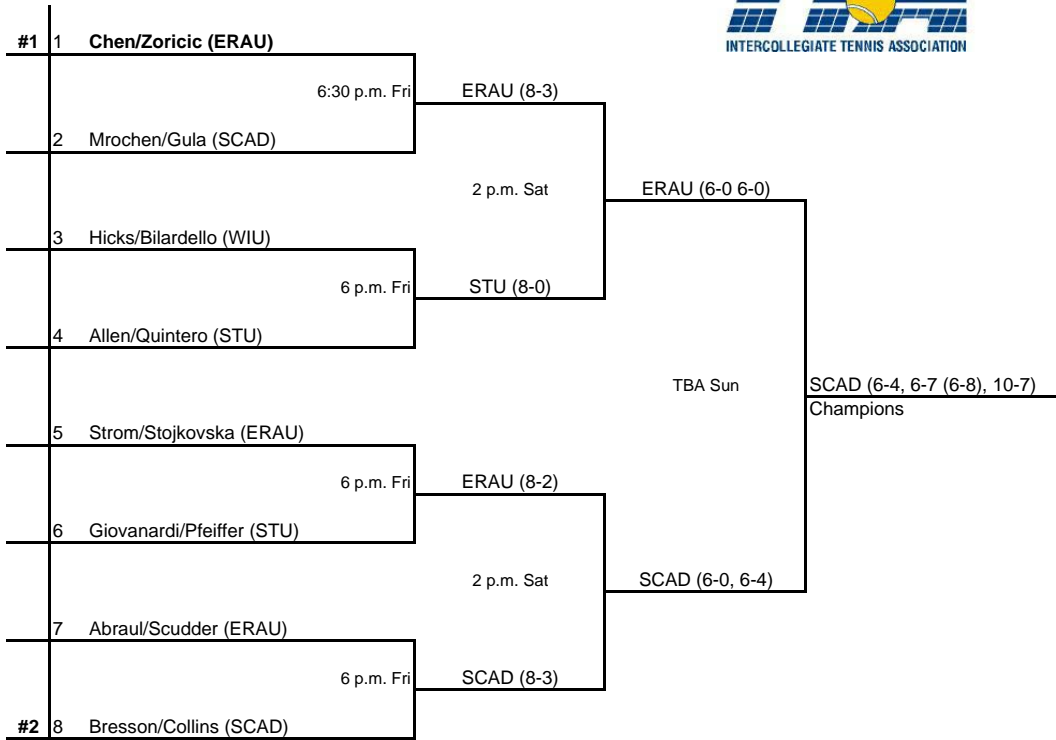 INTERCOLLEGIATE TENNIS ASSOCIATION
#1 1 Chen/Zoricic (ERAU)
6:30 p.m. Fri ERAU (8-3)
2 Mrochen/Gula (SCAD)
2 p.m. Sat ERAU (6-0 6-0)
3 Hicks/Bilardello (WIU)
6 p.m. Fri STU (8-0)
4 Allen/Quintero (STU)
TBA Sun SCAD (6-4, 6-7 (6-8), 10-7)
Champions
5 Strom/Stojkovska (ERAU)
6 p.m. Fri ERAU (8-2)
6 Giovanardi/Pfeiffer (STU)
2 p.m. Sat SCAD (6-0, 6-4)
7 Abraul/Scudder (ERAU)
6 p.m. Fri SCAD (8-3)
#2 8 Bresson/Collins (SCAD)